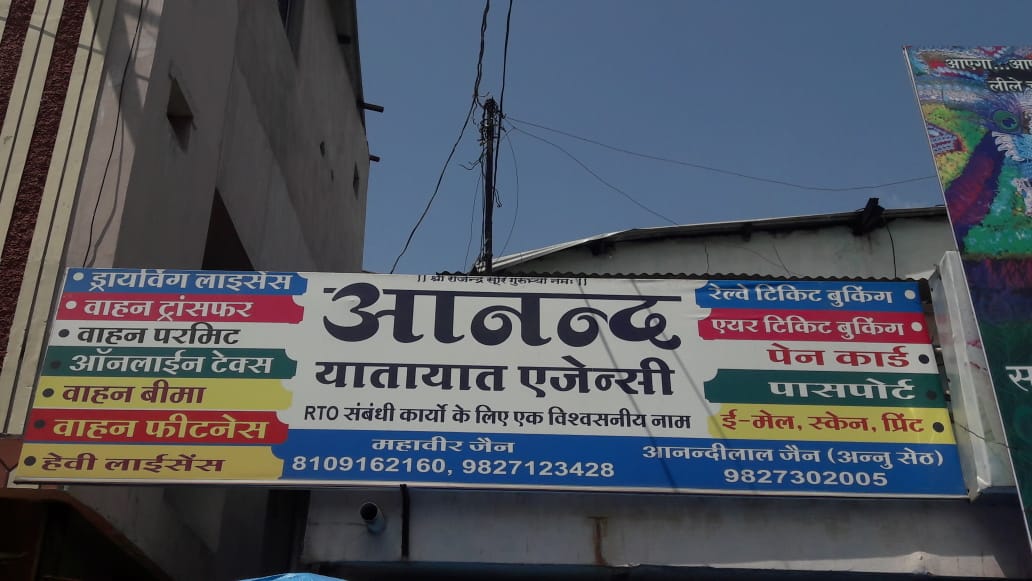 || श्री राजेन्द्र सूरि गुरूभ्यो नमः ||
आनन्द
यातायात एजेन्सी
RTO संबंधी कार्यो के लिए एक विश्वसनीय नाम
• ड्रायविंग लाइसेंस
• वाहन ट्रांसफर
• वाहन परमिट
• ऑनलाईन टेक्स
• वाहन बीमा
• वाहन फीटनेस
• हेवी लाईसेंस
रेल्वे टिकिट बुकिंग •
एयर टिकिट बुकिंग •
पेन कार्ड •
पासपोर्ट •
ई-मेल, स्केन, प्रिंट •
महावीर जैन
8109162160, 9827123428
आनन्दीलाल जैन (अन्नु सेठ)
9827302005
आएगा...
लीले